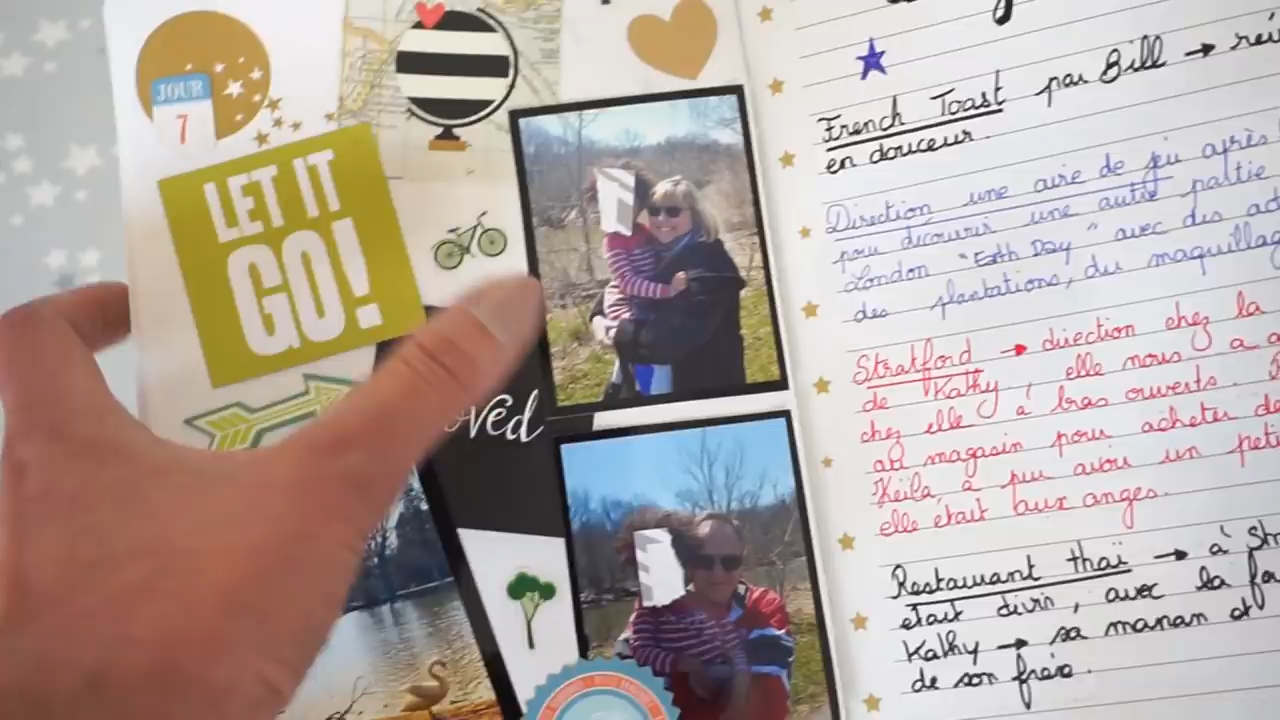 JOUR
7
LET IT
GO!
French Toast par Bill →
en douceur.
Direction une aire de jeu après
pour découvrir une autre partie
London "Earth Day" avec des
des plantations, du maquillag
Stratford → direction chez la
de Kathy, elle nous a
chez elle à bras ouverts.
au magasin pour acheter
Keila a pu avoir un petit
elle était aux anges.
Restaurant thaï → à
était divin, avec la
Kathy → sa maman et
de son frère.